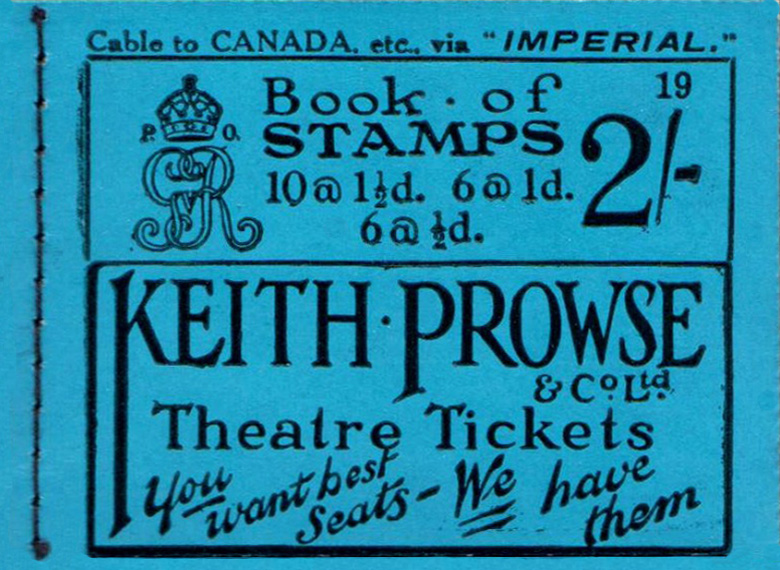 Cable to CANADA, etc., via "IMPERIAL."
19
P. O.
GR
Book · of
STAMPS
2/-
10@1½d. 6@1d.
6@½d.
KEITH · PROWSE
& Co Ltd.
Theatre Tickets
You want best Seats - We have them